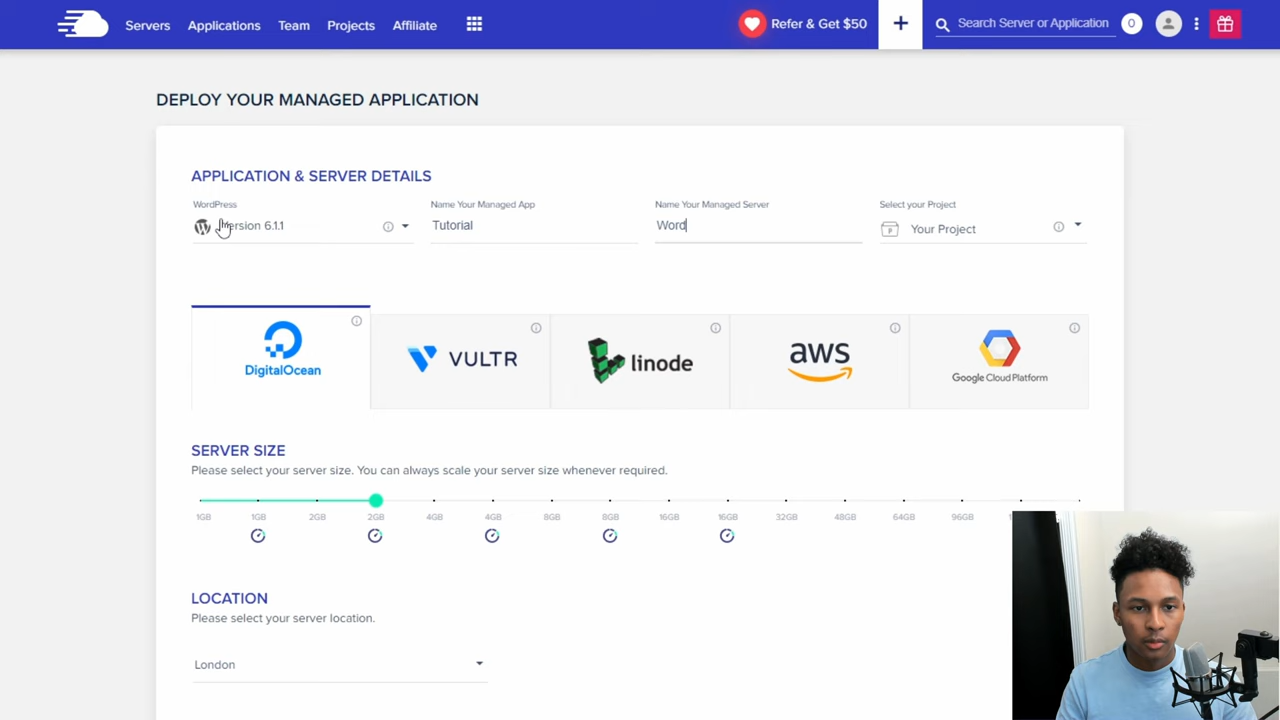 Servers Applications Team Projects Affiliate Refer & Get $50 + Search Server or Application 0
DEPLOY YOUR MANAGED APPLICATION
APPLICATION & SERVER DETAILS
WordPress Name Your Managed App Name Your Managed Server Select your Project
Version 6.1.1 Tutorial Word Your Project
DigitalOcean VULTR linode aws Google Cloud Platform
SERVER SIZE
Please select your server size. You can always scale your server size whenever required.
1GB 1GB 2GB 2GB 4GB 4GB 8GB 8GB 16GB 16GB 32GB 48GB 64GB 96GB
LOCATION
Please select your server location.
London